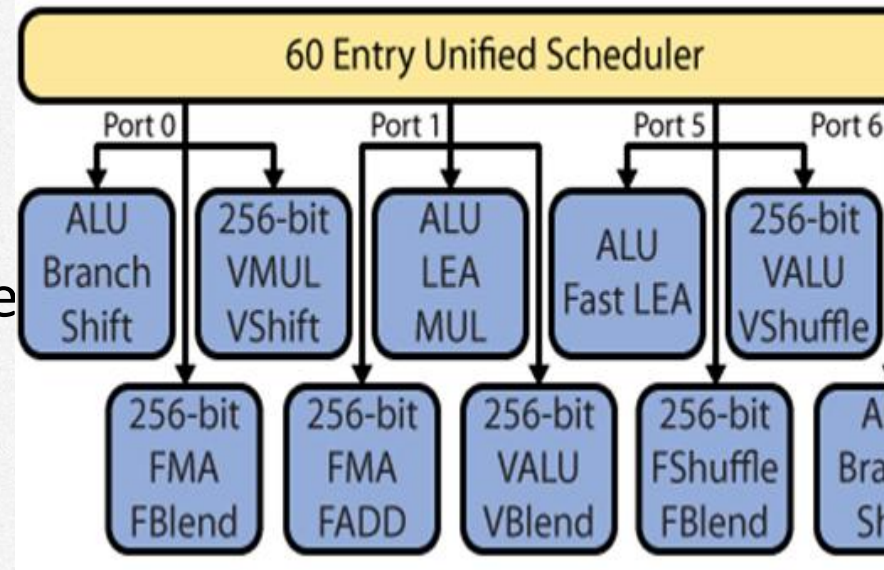 60 Entry Unified Scheduler
Port 0
Port 1
Port 5
Port 6
ALU
Branch
Shift
256-bit
VMUL
VShift
ALU
LEA
MUL
ALU
Fast LEA
256-bit
VALU
VShuffle
256-bit
FMA
FBlend
256-bit
FMA
FADD
256-bit
VALU
VBlend
256-bit
FShuffle
FBlend